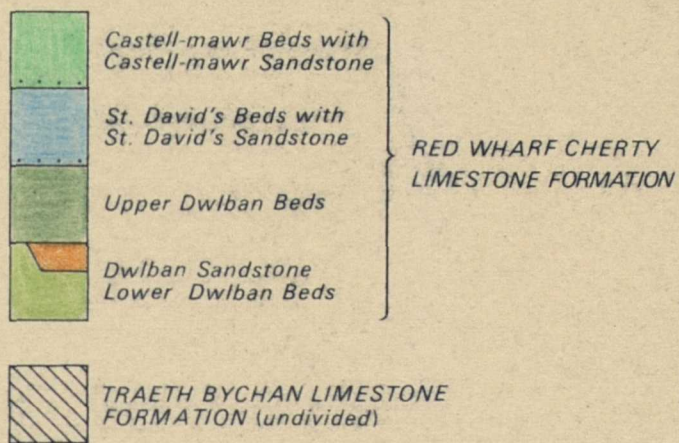 Castell-mawr Beds with
Castell-mawr Sandstone
St. David's Beds with
St. David's Sandstone
Upper Dwlban Beds
Dwlban Sandstone
Lower Dwlban Beds
RED WHARF CHERTY
LIMESTONE FORMATION
TRAETH BYCHAN LIMESTONE
FORMATION (undivided)